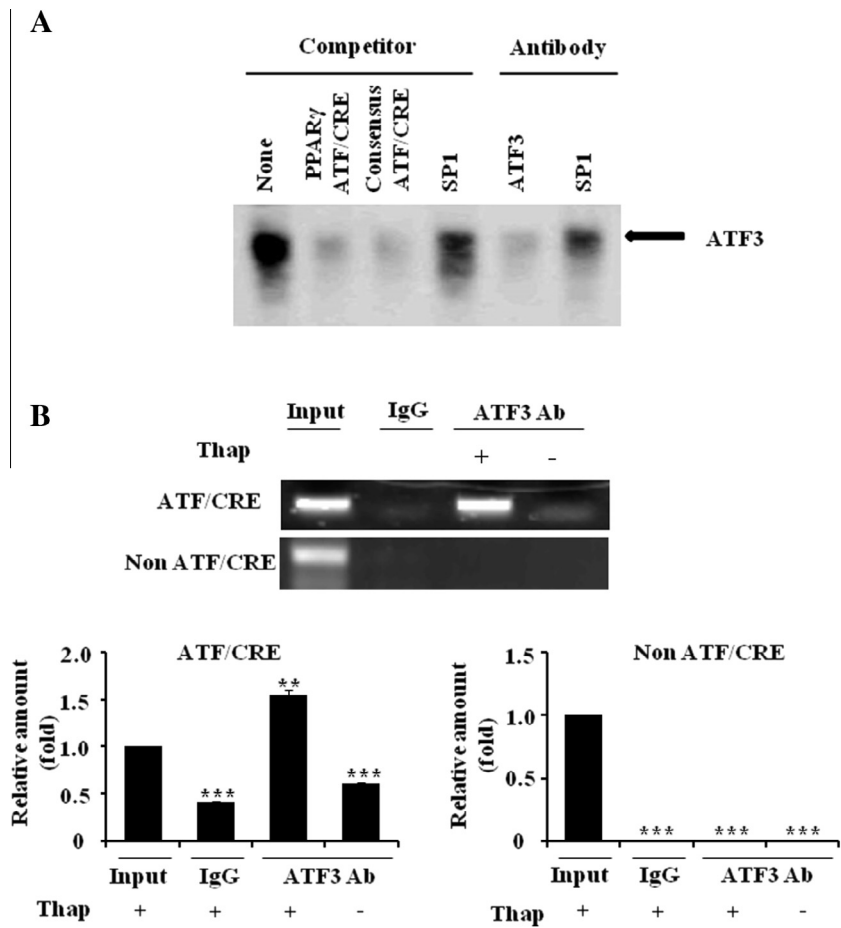 A
Competitor Antibody
None
PPARγ
ATF/CRE
Consensus
ATF/CRE
SP1
ATF3
SP1
ATF3
B
Input IgG ATF3 Ab
Thap + -
ATF/CRE
Non ATF/CRE
ATF/CRE
Relative amount
(fold)
2.0
1.5
1.0
0.5
0
***
**
***
Input IgG ATF3 Ab
Thap + + + -
Non ATF/CRE
Relative amount
(fold)
1.5
1.0
0.5
0
*** *** ***
Input IgG ATF3 Ab
Thap + + + -